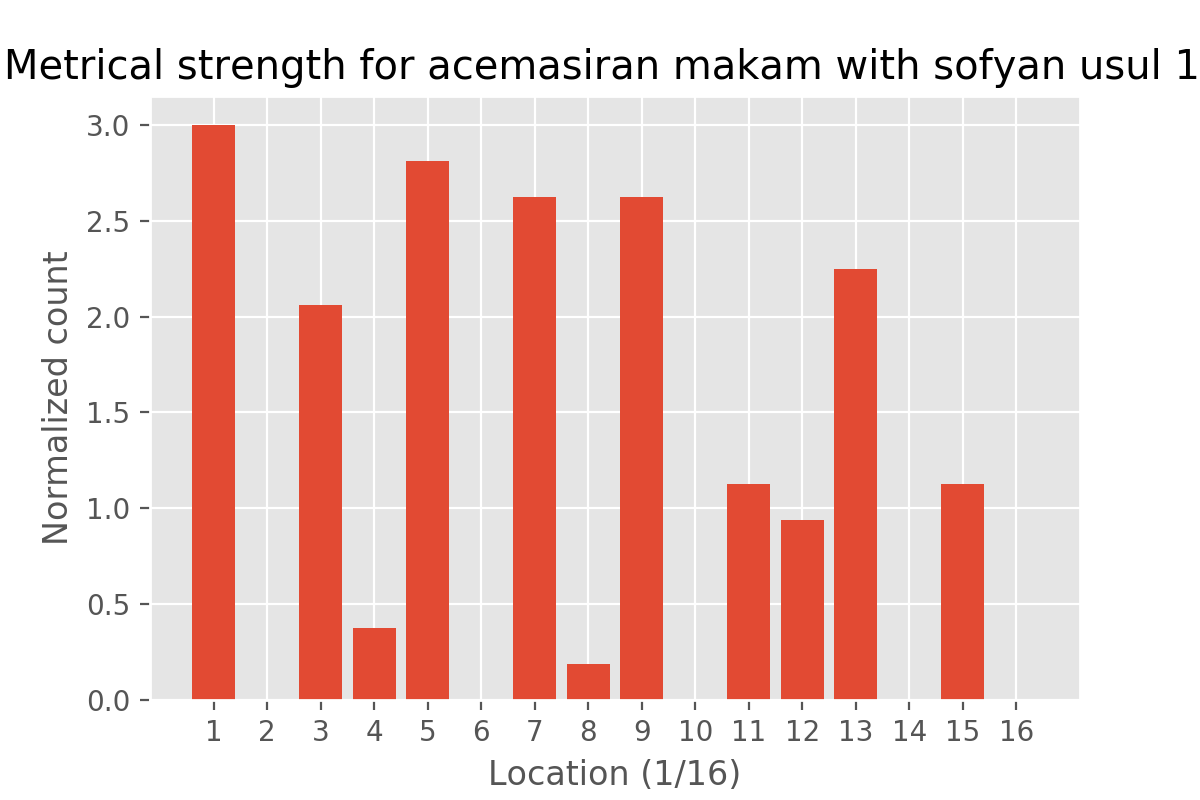 Metrical strength for acemasiran makam with sofyan usul 1
Normalized count
3.0
2.5
2.0
1.5
1.0
0.5
0.0
1 2 3 4 5 6 7 8 9 10 11 12 13 14 15 16
Location (1/16)